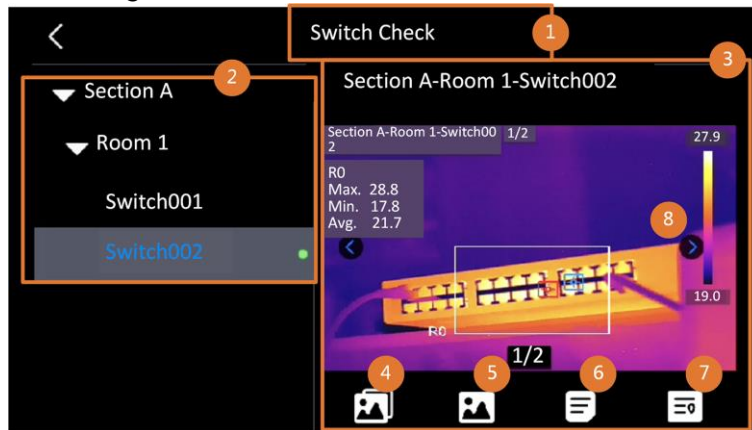 Switch Check
1
2
3
Section A
Room 1
Switch001
Switch002
Section A-Room 1-Switch002
Section A-Room 1-Switch00
2
1/2
27.9
R0
Max. 28.8
Min. 17.8
Avg. 21.7
8
19.0
R0
1/2
4
5
6
7